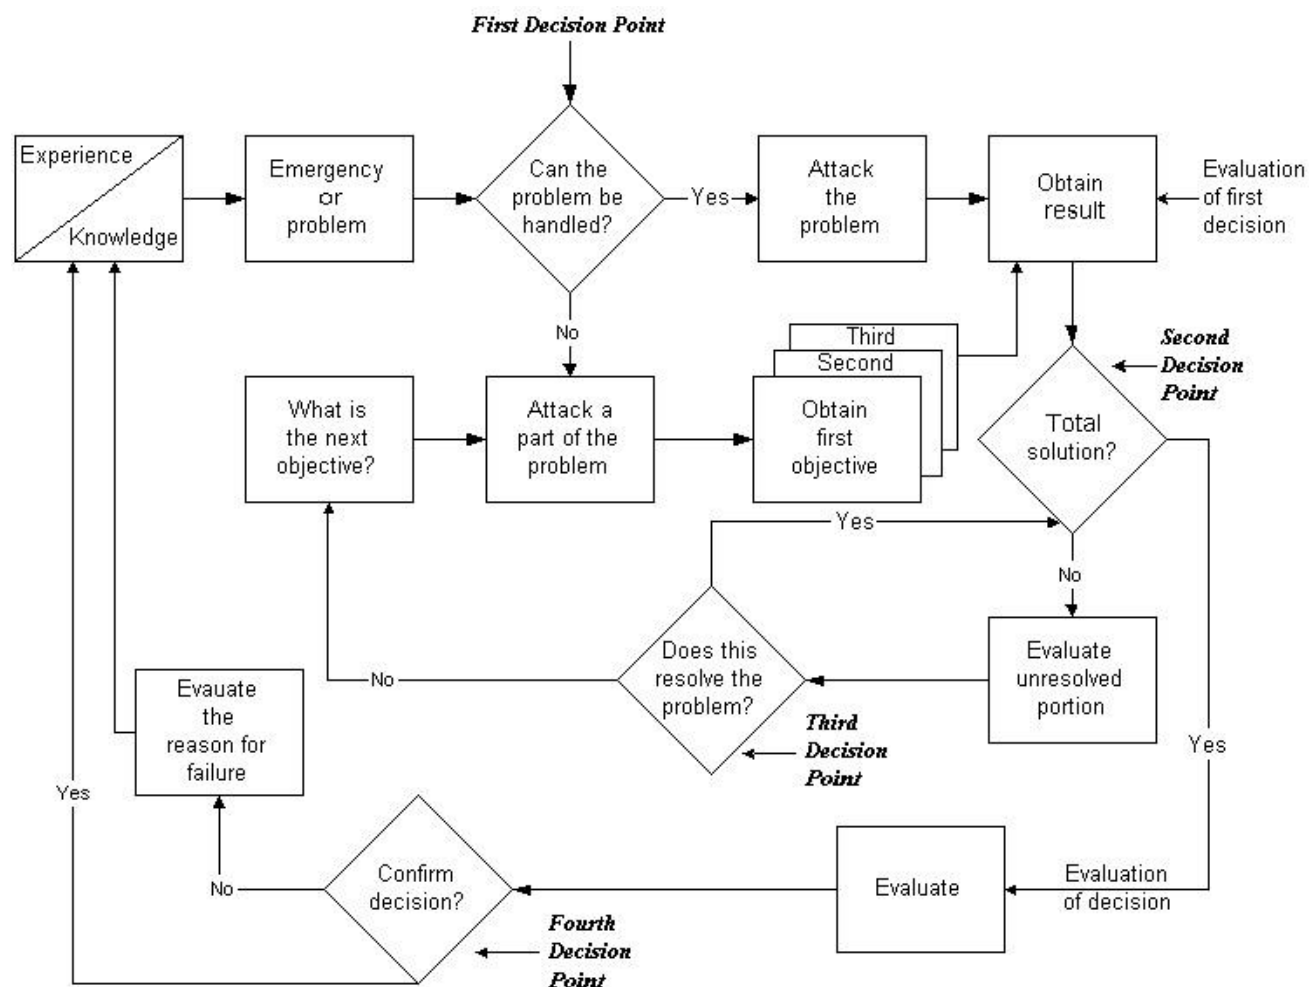 First Decision Point
Experience
Knowledge
Emergency
or
problem
Can the
problem be
handled?
Yes
Attack
the
problem
Obtain
result
Evaluation
of first
decision
No
Third
Second
Obtain
first
objective
What is
the next
objective?
Attack a
part of the
problem
Second
Decision
Point
Total
solution?
Yes
No
Does this
resolve the
problem?
Evaluate
unresolved
portion
No
Third
Decision
Point
Yes
Evauate
the
reason for
failure
Yes
No
Confirm
decision?
Evaluate
Evaluation
of decision
Fourth
Decision
Point